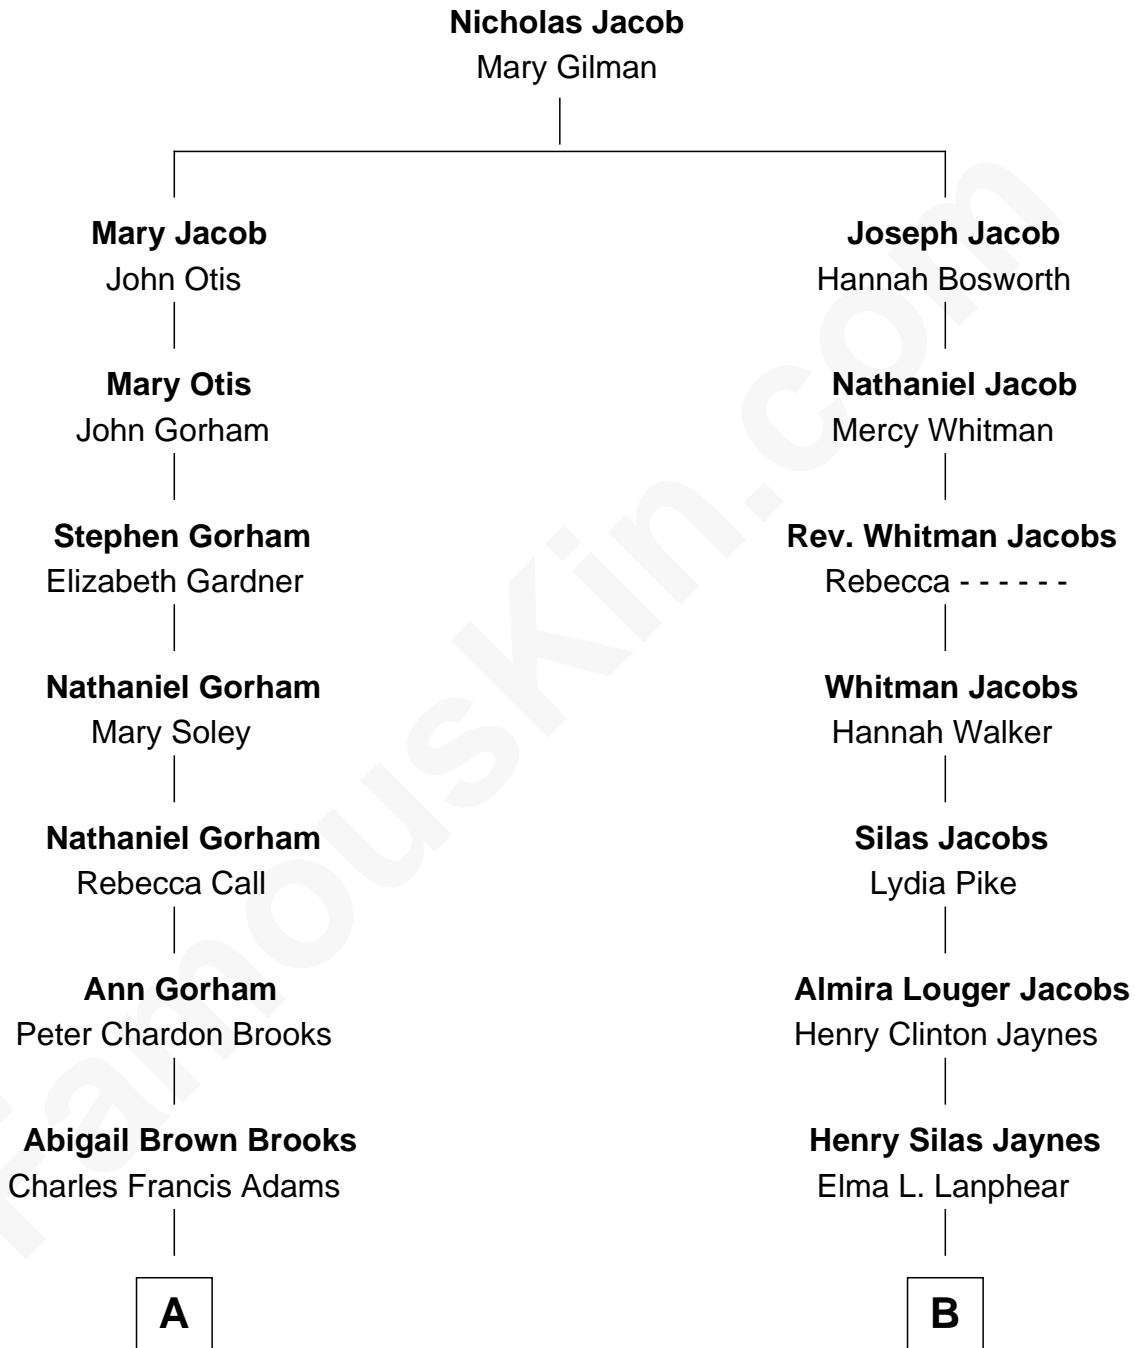 Nicholas Jacob
Mary Gilman
Mary Jacob
John Otis
Mary Otis
John Gorham
Stephen Gorham
Elizabeth Gardner
Nathaniel Gorham
Mary Soley
Nathaniel Gorham
Rebecca Call
Ann Gorham
Peter Chardon Brooks
Abigail Brown Brooks
Charles Francis Adams
A
Joseph Jacob
Hannah Bosworth
Nathaniel Jacob
Mercy Whitman
Rev. Whitman Jacobs
Rebecca - - - - - -
Whitman Jacobs
Hannah Walker
Silas Jacobs
Lydia Pike
Almira Louger Jacobs
Henry Clinton Jaynes
Henry Silas Jaynes
Elma L. Lanphear
B
FamousKin.com